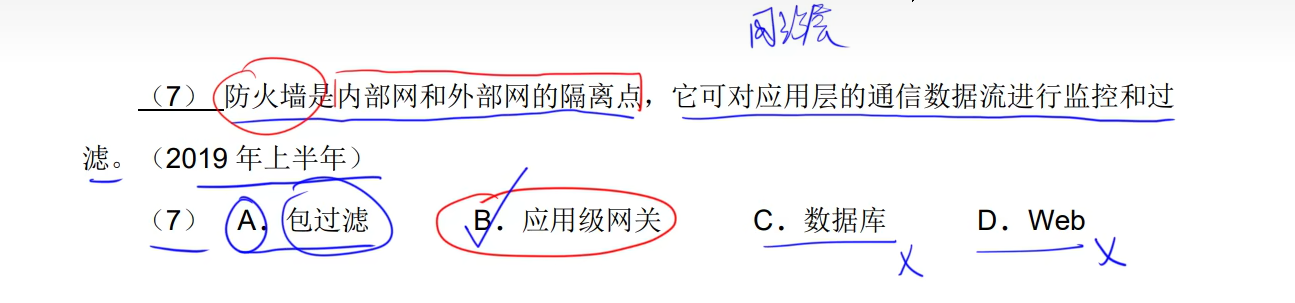 网络层
（7）防火墙是内部网和外部网的隔离点，它可对应用层的通信数据流进行监控和过
滤。（2019 年上半年）
（7） A．包过滤 B．应用级网关 C．数据库 D．Web